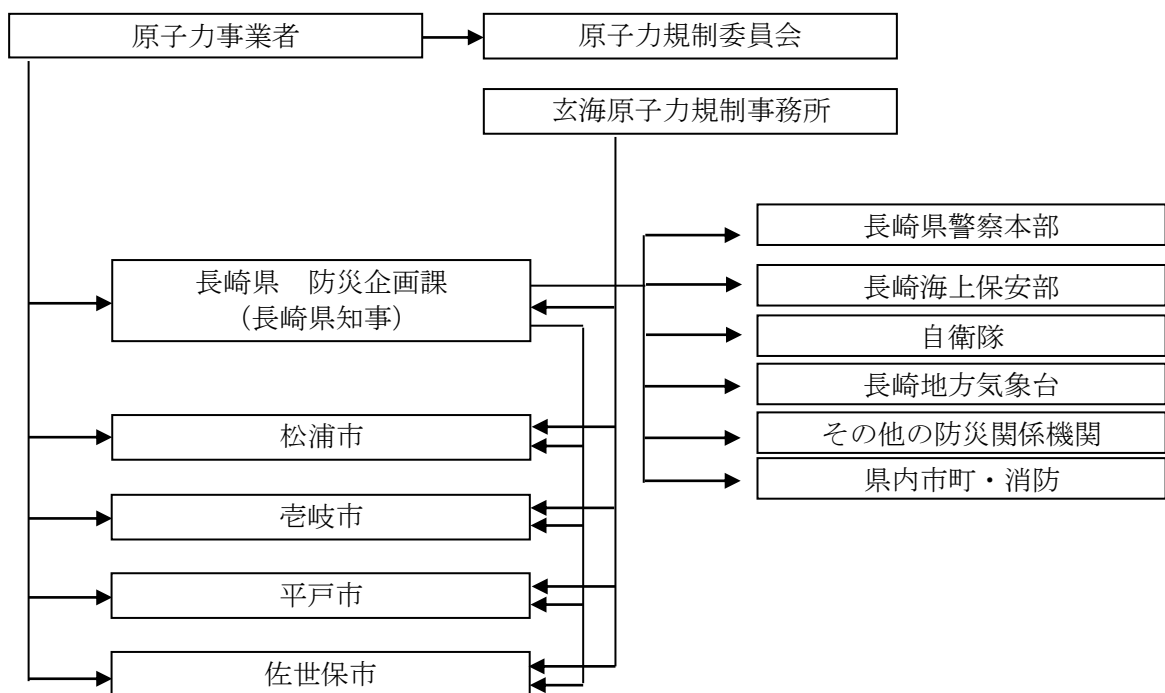 原子力事業者
原子力規制委員会
玄海原子力規制事務所
長崎県警察本部
長崎県　防災企画課
（長崎県知事）
長崎海上保安部
自衛隊
長崎地方気象台
松浦市
その他の防災関係機関
県内市町・消防
壱岐市
平戸市
佐世保市